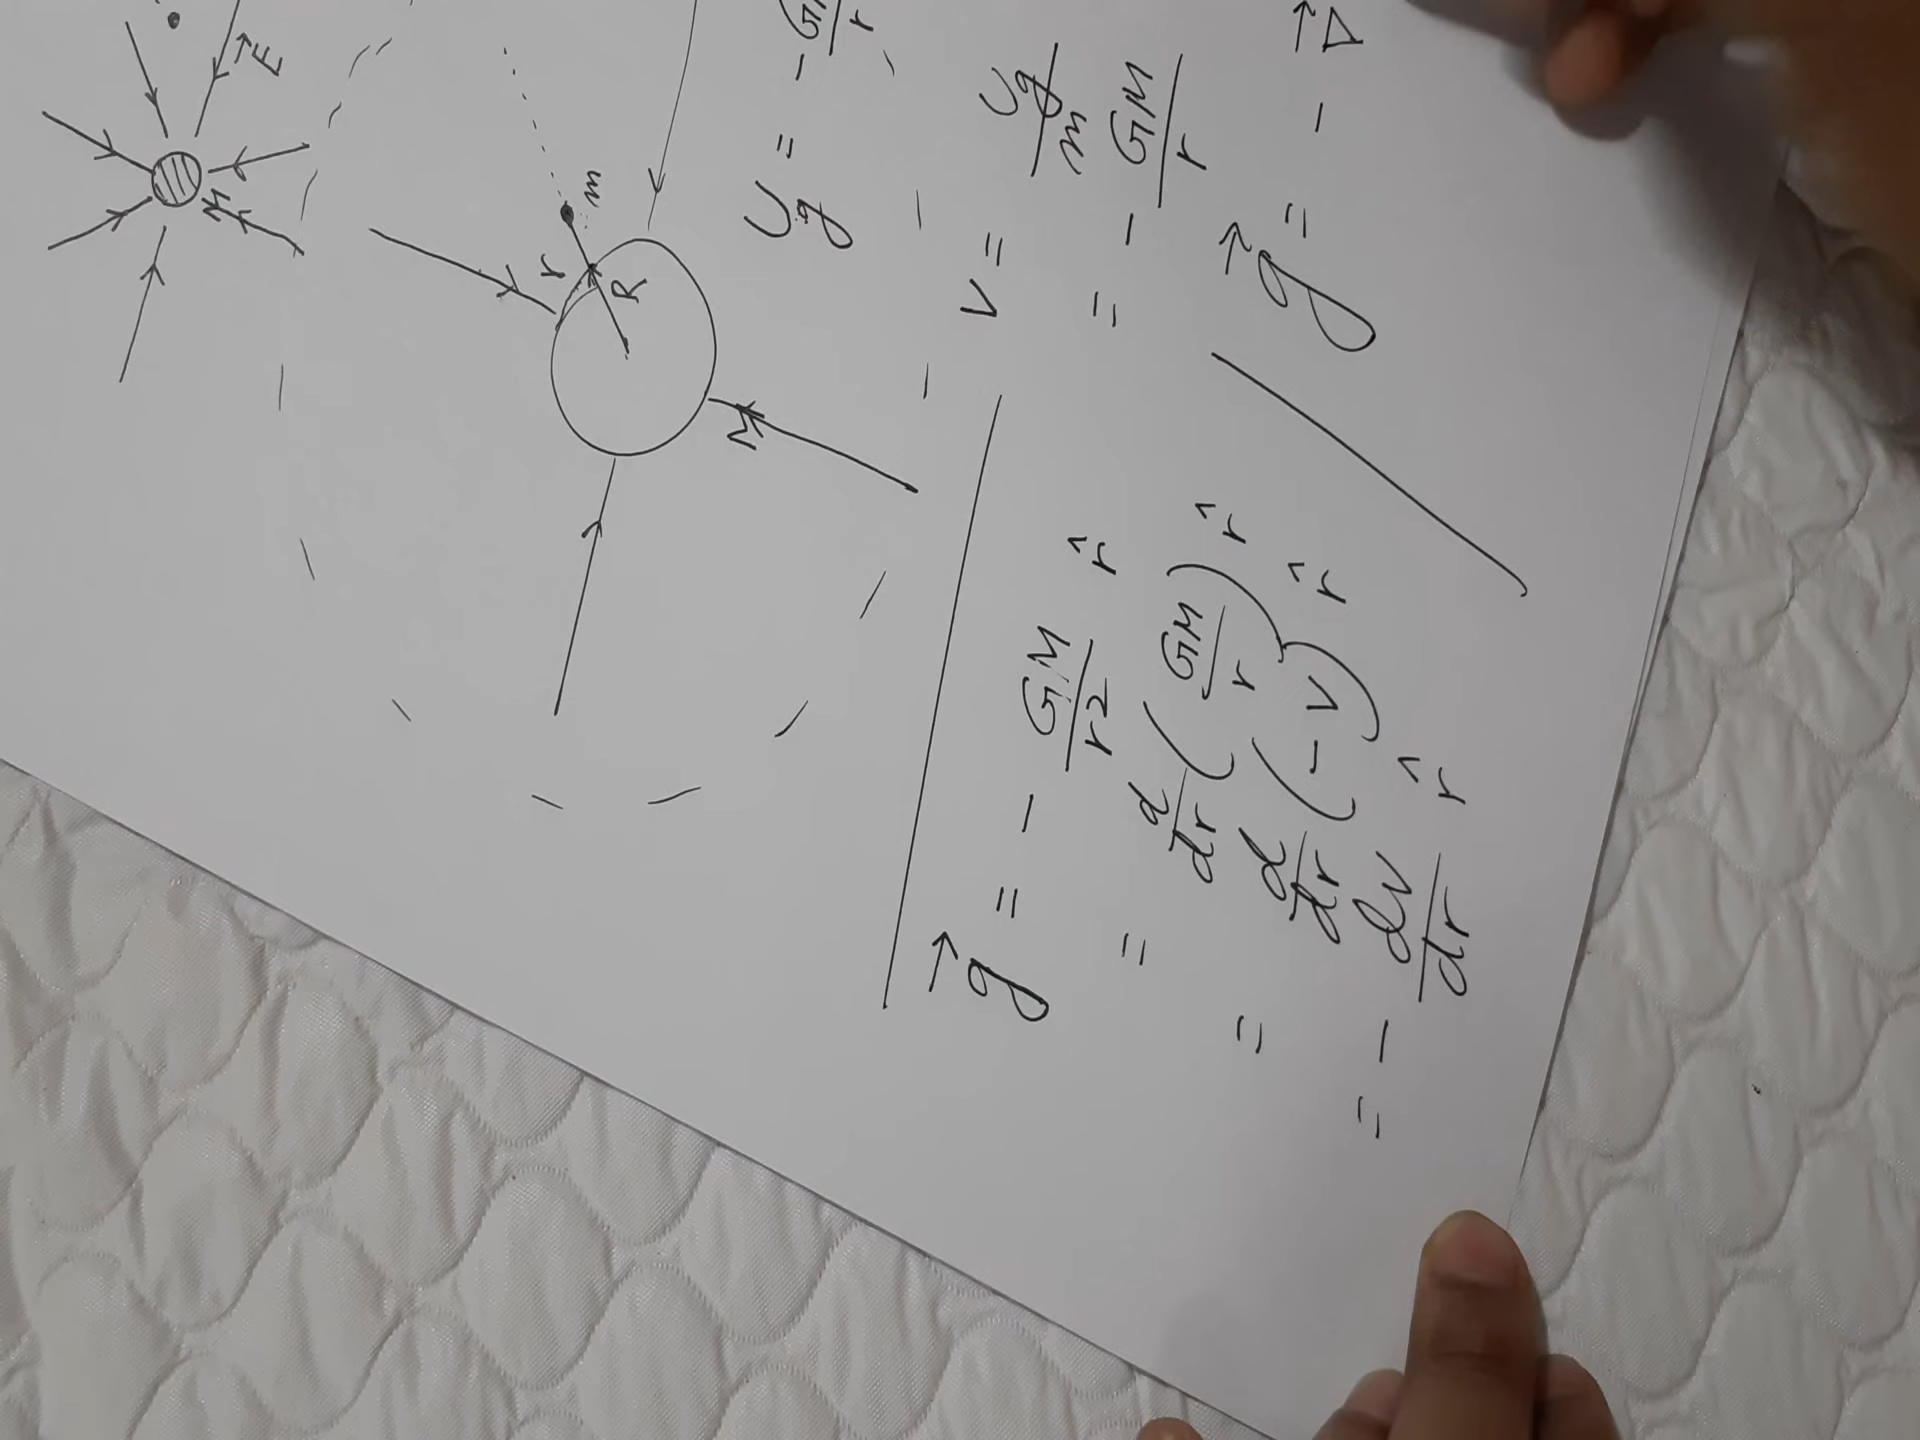 E⃗
M
m
r
R
M
U_g = - GM/r
V = U_g/m
= - GM/r
g⃗ = - ∇⃗
g⃗ = - GM/r² r̂
= d/dr (GM/r) r̂
= d/dr (-V) r̂
= - dV/dr r̂